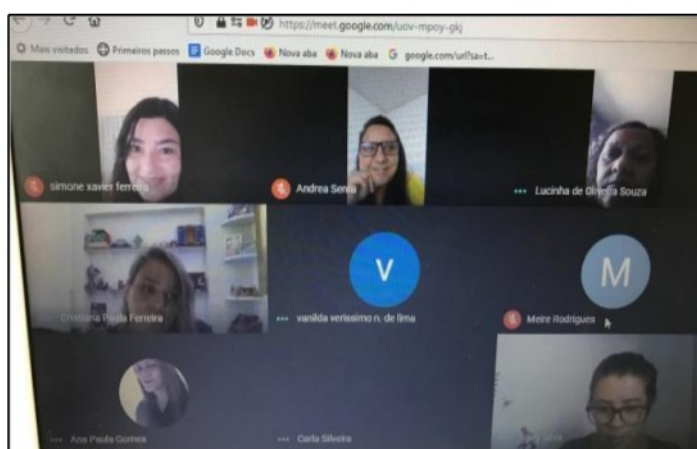 https://meet.google.com/uov-mpoy-gkj
Mais visitados Primeiros passos Google Docs Nova aba Nova aba G google.com/url?sa=t...
simone xavier ferreira
Andrea Senra
Lucinha de Oliveira Souza
Cristiana Paula Ferreira
V
vanilda verissimo n. de lima
M
Meire Rodrigues
Ana Paula Gomes
Carla Silveira
Silva